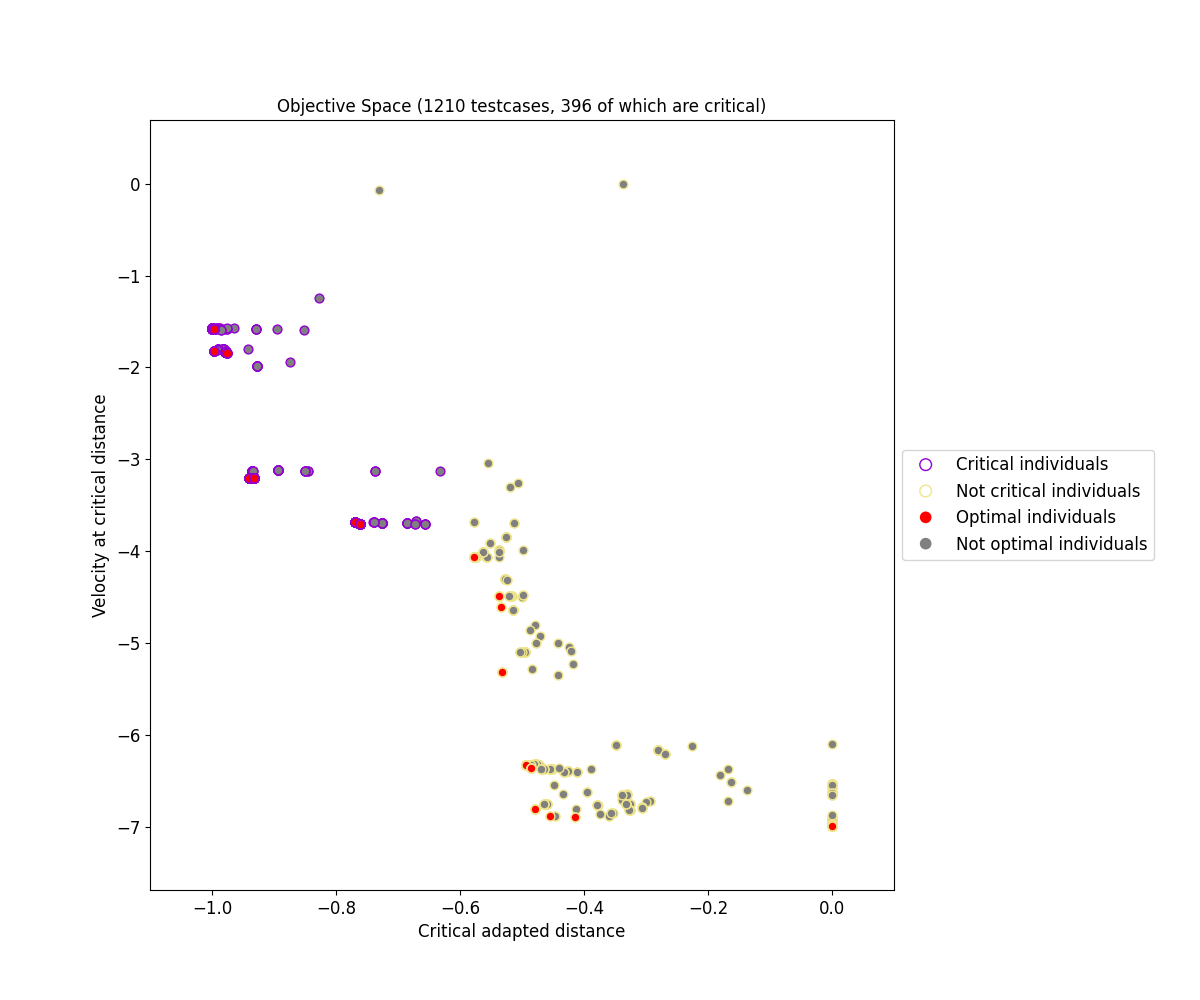 Objective Space (1210 testcases, 396 of which are critical)
0
−1
−2
−3
−4
−5
−6
−7
Velocity at critical distance
−1.0
−0.8
−0.6
−0.4
−0.2
0.0
Critical adapted distance
Critical individuals
Not critical individuals
Optimal individuals
Not optimal individuals